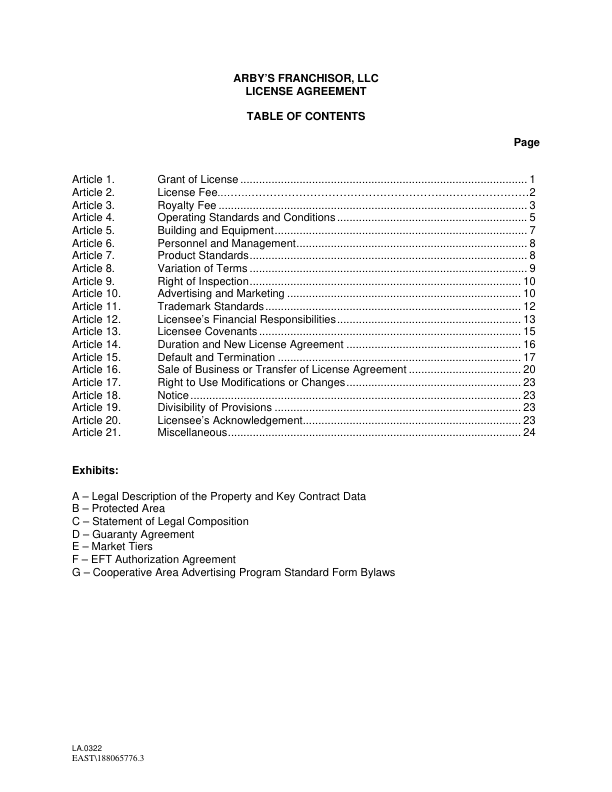 ARBY'S FRANCHISOR, LLC
LICENSE AGREEMENT
TABLE OF CONTENTS
Page
Article 1. Grant of License ........ 1
Article 2. License Fee........ 2
Article 3. Royalty Fee ........ 3
Article 4. Operating Standards and Conditions ........ 5
Article 5. Building and Equipment ........ 7
Article 6. Personnel and Management ........ 8
Article 7. Product Standards ........ 8
Article 8. Variation of Terms ........ 9
Article 9. Right of Inspection ........ 10
Article 10. Advertising and Marketing ........ 10
Article 11. Trademark Standards ........ 12
Article 12. Licensee's Financial Responsibilities ........ 13
Article 13. Licensee Covenants ........ 15
Article 14. Duration and New License Agreement ........ 16
Article 15. Default and Termination ........ 17
Article 16. Sale of Business or Transfer of License Agreement ........ 20
Article 17. Right to Use Modifications or Changes ........ 23
Article 18. Notice ........ 23
Article 19. Divisibility of Provisions ........ 23
Article 20. Licensee's Acknowledgement ........ 23
Article 21. Miscellaneous ........ 24
Exhibits:
A – Legal Description of the Property and Key Contract Data
B – Protected Area
C – Statement of Legal Composition
D – Guaranty Agreement
E – Market Tiers
F – EFT Authorization Agreement
G – Cooperative Area Advertising Program Standard Form Bylaws
LA.0322
EAST\188065776.3